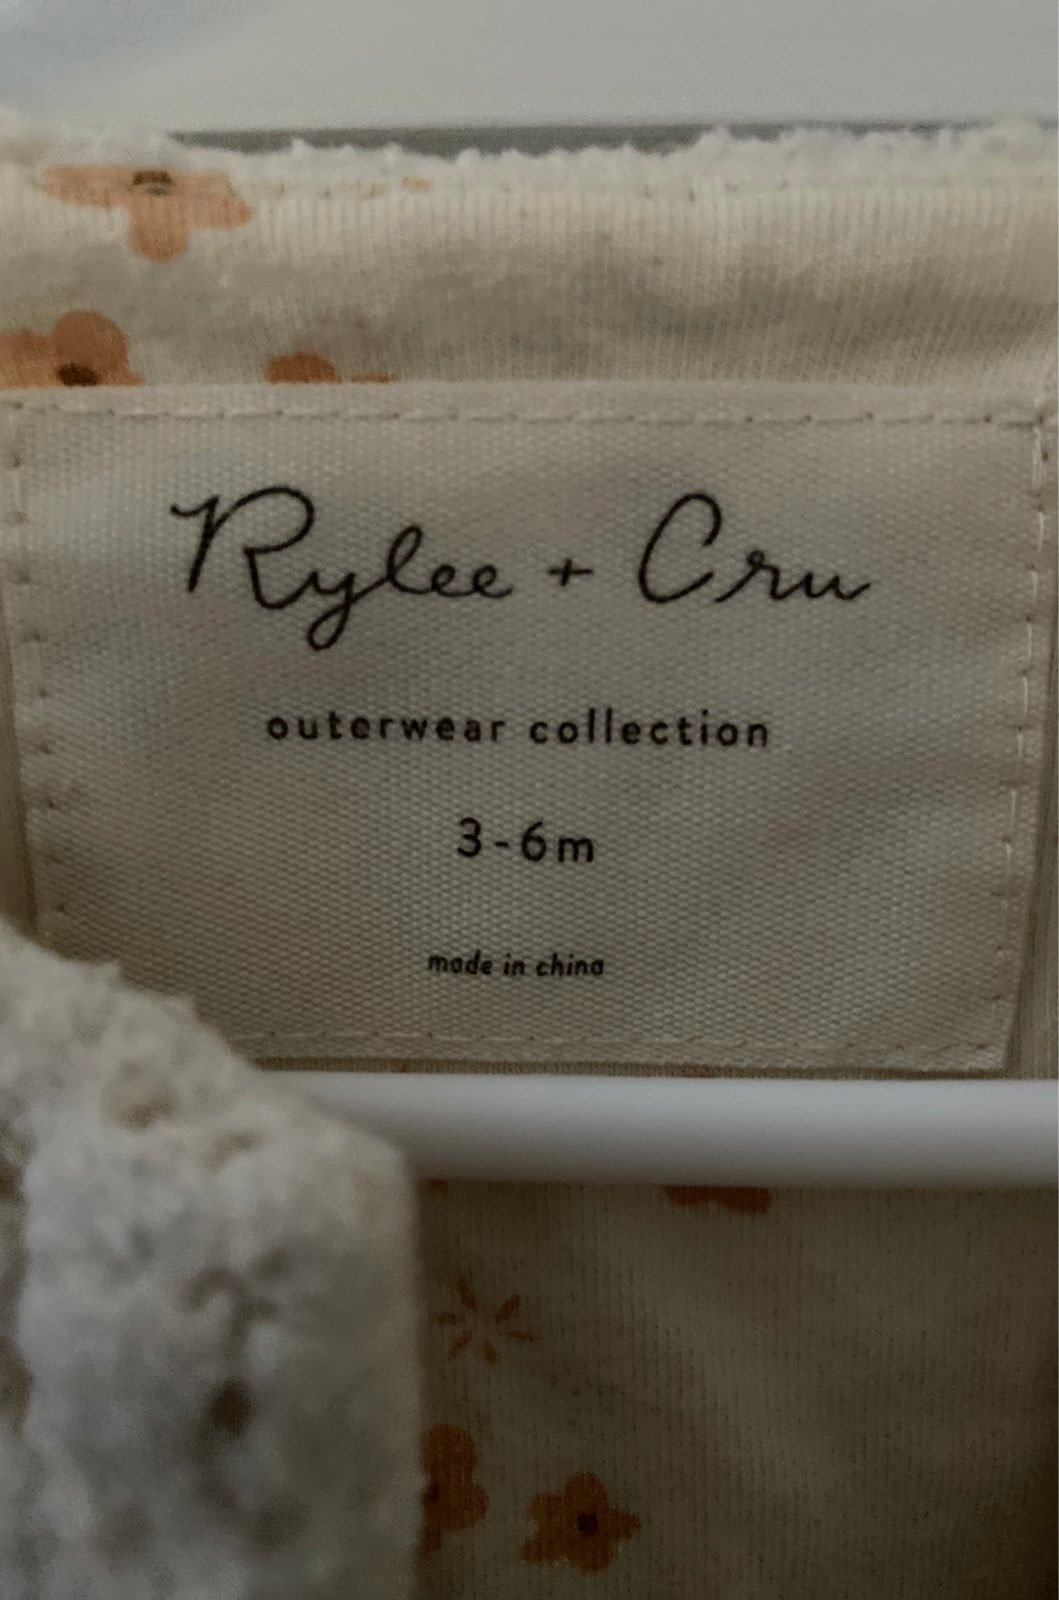 Rylee + Cru
outerwear collection
3-6m
made in china